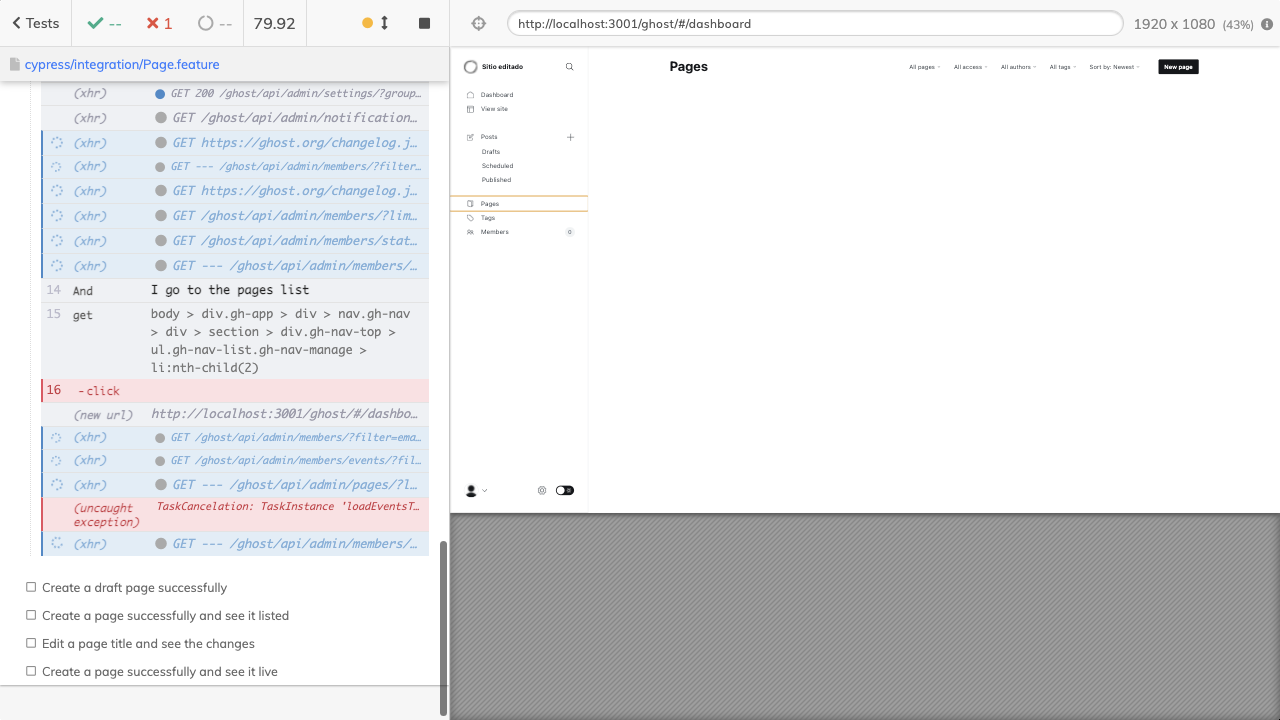 Tests
--
1
--
79.92
http://localhost:3001/ghost/#/dashboard
1920 x 1080 (43%)
cypress/integration/Page.feature
(xhr) GET 200 /ghost/api/admin/settings/?group…
(xhr) GET /ghost/api/admin/notification…
(xhr) GET https://ghost.org/changelog.j…
(xhr) GET --- /ghost/api/admin/members/?filter…
(xhr) GET https://ghost.org/changelog.j…
(xhr) GET /ghost/api/admin/members/?lim…
(xhr) GET /ghost/api/admin/members/stat…
(xhr) GET --- /ghost/api/admin/members/…
14 And I go to the pages list
15 get body > div.gh-app > div > nav.gh-nav
> div > section > div.gh-nav-top >
ul.gh-nav-list.gh-nav-manage >
li:nth-child(2)
16 -click
(new url) http://localhost:3001/ghost/#/dashbo…
(xhr) GET /ghost/api/admin/members/?filter=ema…
(xhr) GET /ghost/api/admin/members/events/?fil…
(xhr) GET --- /ghost/api/admin/pages/?l…
(uncaught exception) TaskCancelation: TaskInstance 'loadEventsT…
(xhr) GET --- /ghost/api/admin/members/…
Create a draft page successfully
Create a page successfully and see it listed
Edit a page title and see the changes
Create a page successfully and see it live
Sitio editado
Dashboard
View site
Posts
Drafts
Scheduled
Published
Pages
Tags
Members 0
Pages
All pages
All access
All authors
All tags
Sort by: Newest
New page